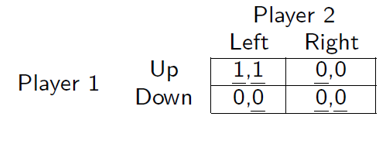 Player 2
Left Right
Player 1
Up 1,1 0,0
Down 0,0 0,0